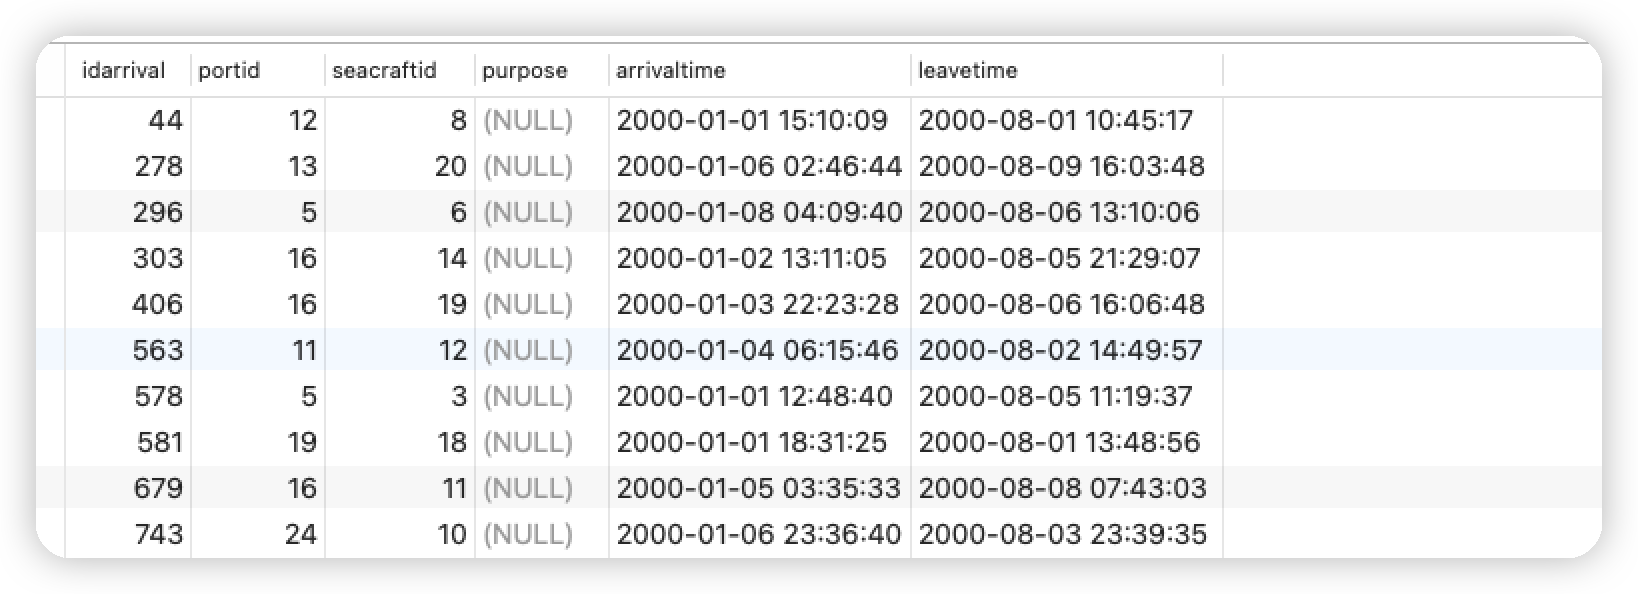 idarrival portid seacraftid purpose arrivaltime leavetime
44 12 8 (NULL) 2000-01-01 15:10:09 2000-08-01 10:45:17
278 13 20 (NULL) 2000-01-06 02:46:44 2000-08-09 16:03:48
296 5 6 (NULL) 2000-01-08 04:09:40 2000-08-06 13:10:06
303 16 14 (NULL) 2000-01-02 13:11:05 2000-08-05 21:29:07
406 16 19 (NULL) 2000-01-03 22:23:28 2000-08-06 16:06:48
563 11 12 (NULL) 2000-01-04 06:15:46 2000-08-02 14:49:57
578 5 3 (NULL) 2000-01-01 12:48:40 2000-08-05 11:19:37
581 19 18 (NULL) 2000-01-01 18:31:25 2000-08-01 13:48:56
679 16 11 (NULL) 2000-01-05 03:35:33 2000-08-08 07:43:03
743 24 10 (NULL) 2000-01-06 23:36:40 2000-08-03 23:39:35